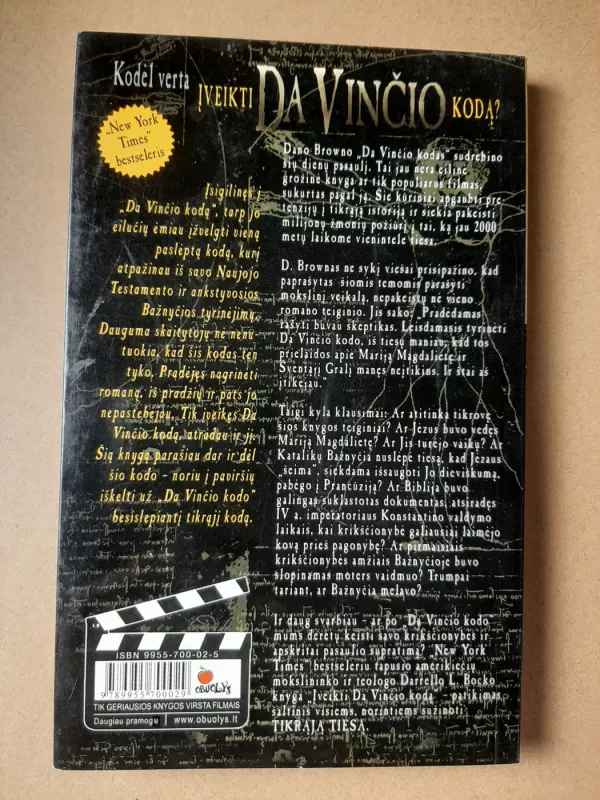 Kodėl verta
ĮVEIKTI DA VINČIO KODĄ?
„New York
Times“
bestseleris
Įsigilinęs į
„Da Vinčio kodą“, tarp jo
eilučių ėmiau įžvelgti vieną
paslėptą kodą, kurį
atpažinau iš savo Naujojo
Testamento ir ankstyvosios
Bažnyčios tyrinėjimų.
Dauguma skaitytojų nė nenu-
tuokia, kad šis kodas ten
tyko. Pradėjęs nagrinėti
romaną, iš pradžių ir pats jo
nepastebėjau. Tik įveikęs Da
Vinčio kodą, atradau ir jį.
Šią knygą parašiau dar ir dėl
šio kodo - noriu į paviršių
iškelti už „Da Vinčio kodo“
besislepiantį tikrąjį kodą.
Dano Browno „Da Vinčio kodas“ sudrebino
šių dienų pasaulį. Tai jau nėra eilinė
grožinė knyga ar tik populiarus filmas,
sukurtas pagal ją. Šie kūriniai apgaubti pre-
tenzijų į tikrąją istoriją ir siekia pakeisti
milijonų žmonių požiūrį į tai, ką jau 2000
metų laikome vienintele tiesa.
D. Brownas ne sykį viešai prisipažino, kad
paprašytas šiomis temomis parašyti
mokslinį veikalą, nepakeistų nė vieno
romano teiginio. Jis sako: „Pradėdamas
rašyti buvau skeptikas. Leisdamasis tyrinėti
Da Vinčio kodo, iš tiesų maniau, kad tos
prielaidos apie Mariją Magdalietę ir
Šventąjį Gralį manęs neįtikins. Ir štai aš
įtikėjau.“
Taigi kyla klausimai: Ar atitinka tikrovę
šios knygos teiginiai? Ar Jėzus buvo vedęs
Mariją Magdalietę? Ar Jis turėjo vaikų? Ar
Katalikų Bažnyčia nuslėpė tiesą, kad Jėzaus
„šeima“, siekdama išsaugoti Jo dieviškumą,
pabėgo į Prancūziją? Ar Biblija buvo
galingas suklastotas dokumentas, atsiradęs
IV a. imperatoriaus Konstantino valdymo
laikais, kai krikščionybė galiausiai laimėjo
kovą prieš pagonybę? Ar pirmaisiais
krikščionybės amžiais Bažnyčioje buvo
slopinamas moters vaidmuo? Trumpai
tariant, ar Bažnyčia melavo?
Ir daug svarbiau - ar po „Da Vinčio kodo“
mums derėtų keisti savo krikščionybės ir
apskritai pasaulio supratimą? „New York
Times“ bestseleriu tapusio amerikiečių
mokslininko ir teologo Darrello L. Bocko
knyga „Įveikti Da Vinčio kodą“ - patikimas
šaltinis visiems, norintiems sužinoti
TIKRĄJĄ TIESĄ.
ISBN 9955-700-02-5
9 789955 700029
OBUOLYS
TIK GERIAUSIOS KNYGOS VIRSTA FILMAIS
Daugiau pramogų www.obuolys.lt